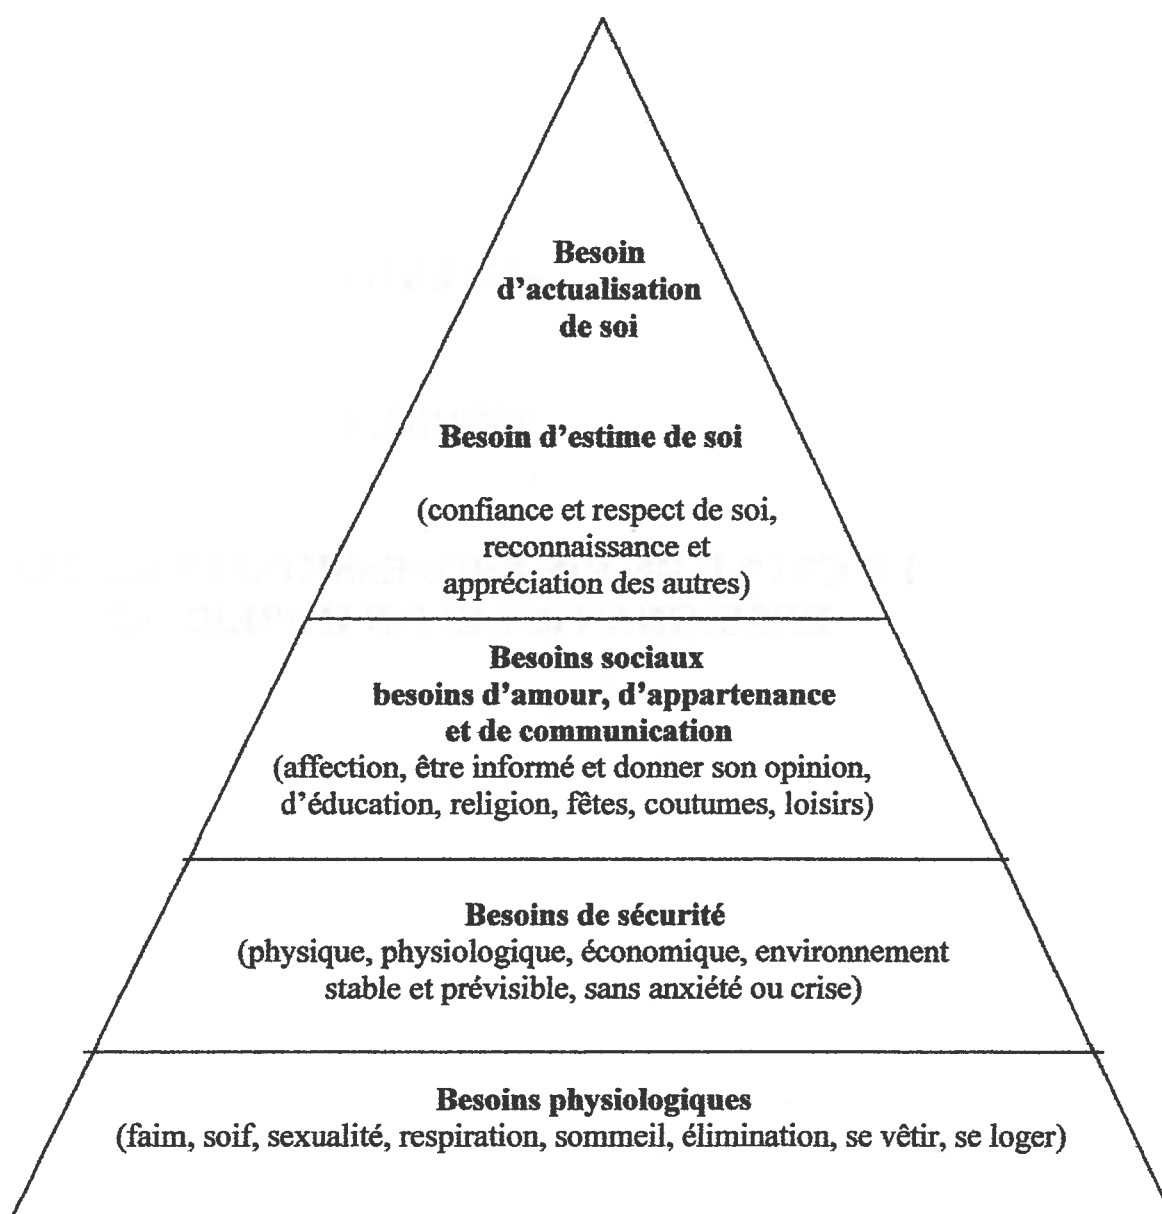 Besoin
d'actualisation
de soi
Besoin d'estime de soi
(confiance et respect de soi,
reconnaissance et
appréciation des autres)
Besoins sociaux
besoins d'amour, d'appartenance
et de communication
(affection, être informé et donner son opinion,
d'éducation, religion, fêtes, coutumes, loisirs)
Besoins de sécurité
(physique, physiologique, économique, environnement
stable et prévisible, sans anxiété ou crise)
Besoins physiologiques
(faim, soif, sexualité, respiration, sommeil, élimination, se vêtir, se loger)